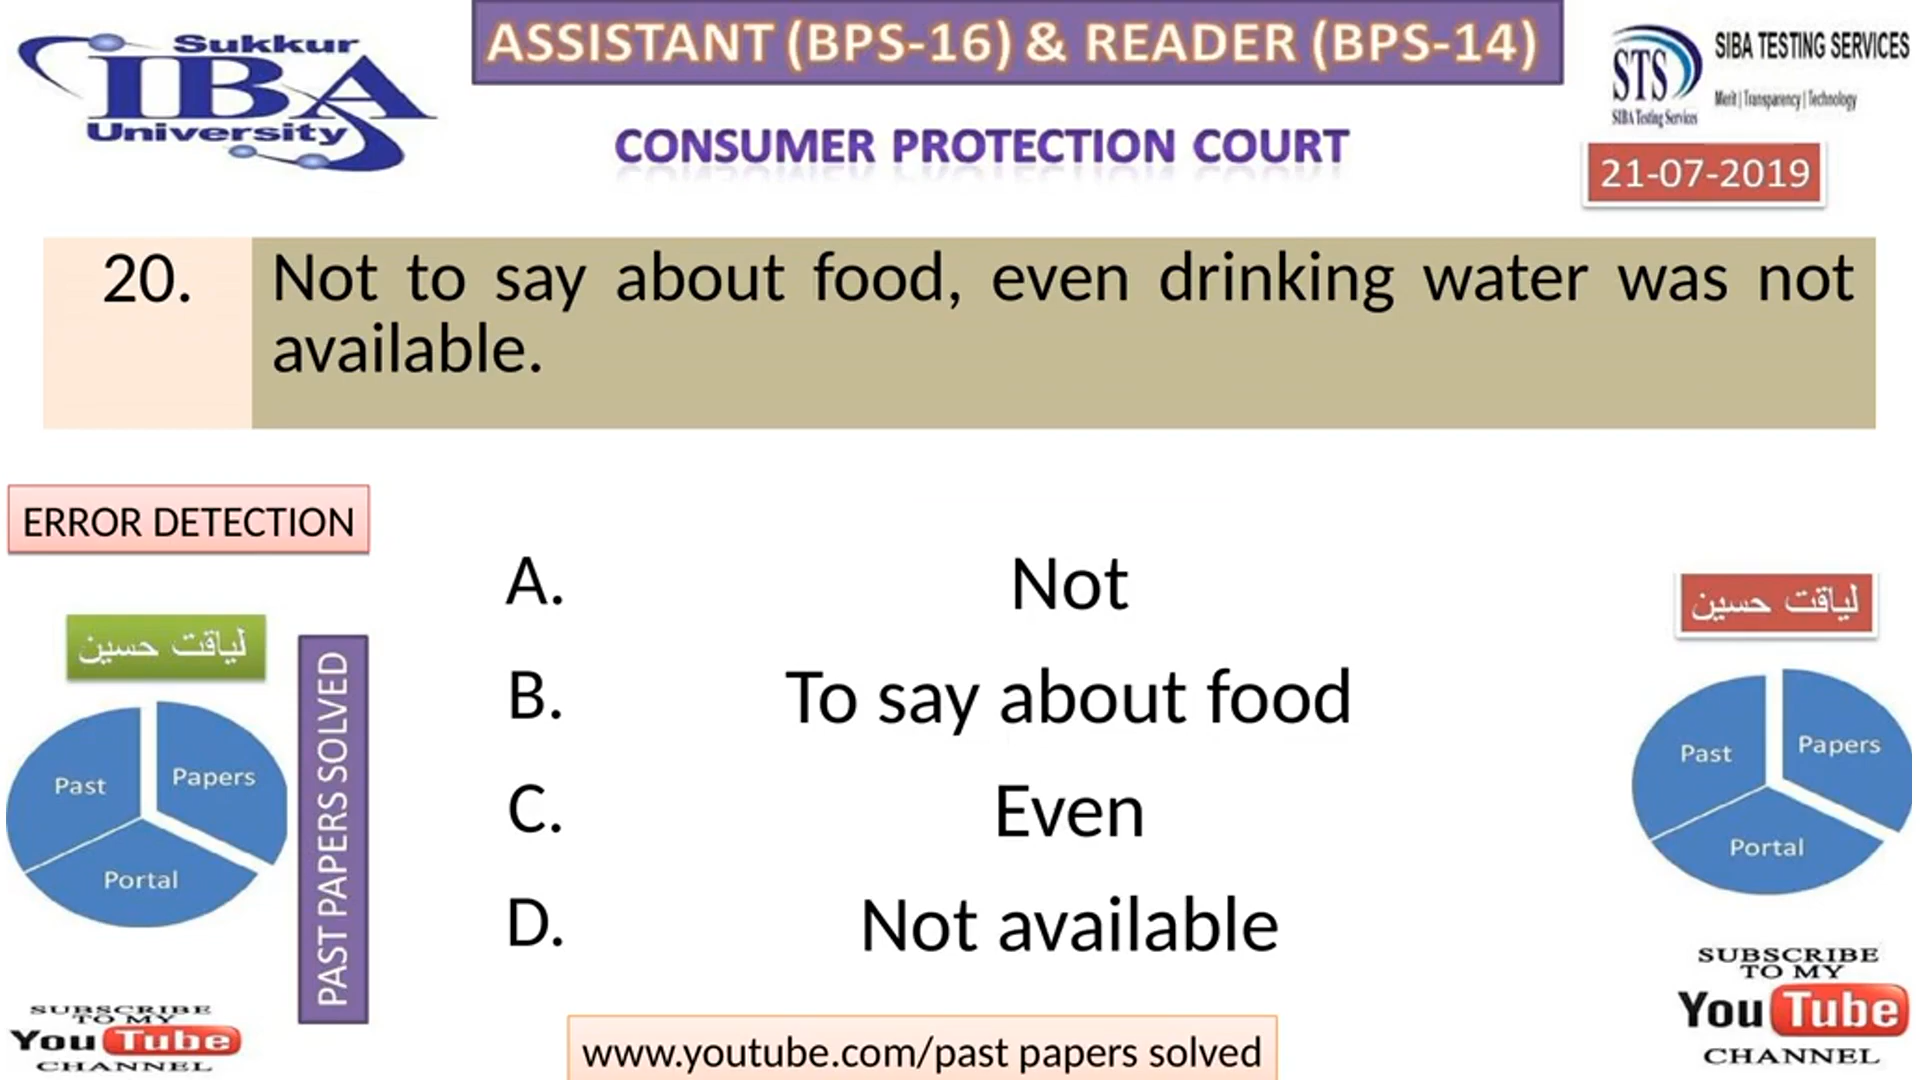 Sukkur
IBA
University
ASSISTANT (BPS-16) & READER (BPS-14)
CONSUMER PROTECTION COURT
STS
SIBA Testing Services
SIBA TESTING SERVICES
Merit | Transparency | Technology
21-07-2019
20. Not to say about food, even drinking water was not
available.
ERROR DETECTION
A. Not
B. To say about food
C. Even
D. Not available
لیاقت حسین
Past
Papers
Portal
PAST PAPERS SOLVED
SUBSCRIBE
TO MY
YouTube
CHANNEL
لیاقت حسین
Past
Papers
Portal
SUBSCRIBE
TO MY
YouTube
CHANNEL
www.youtube.com/past papers solved